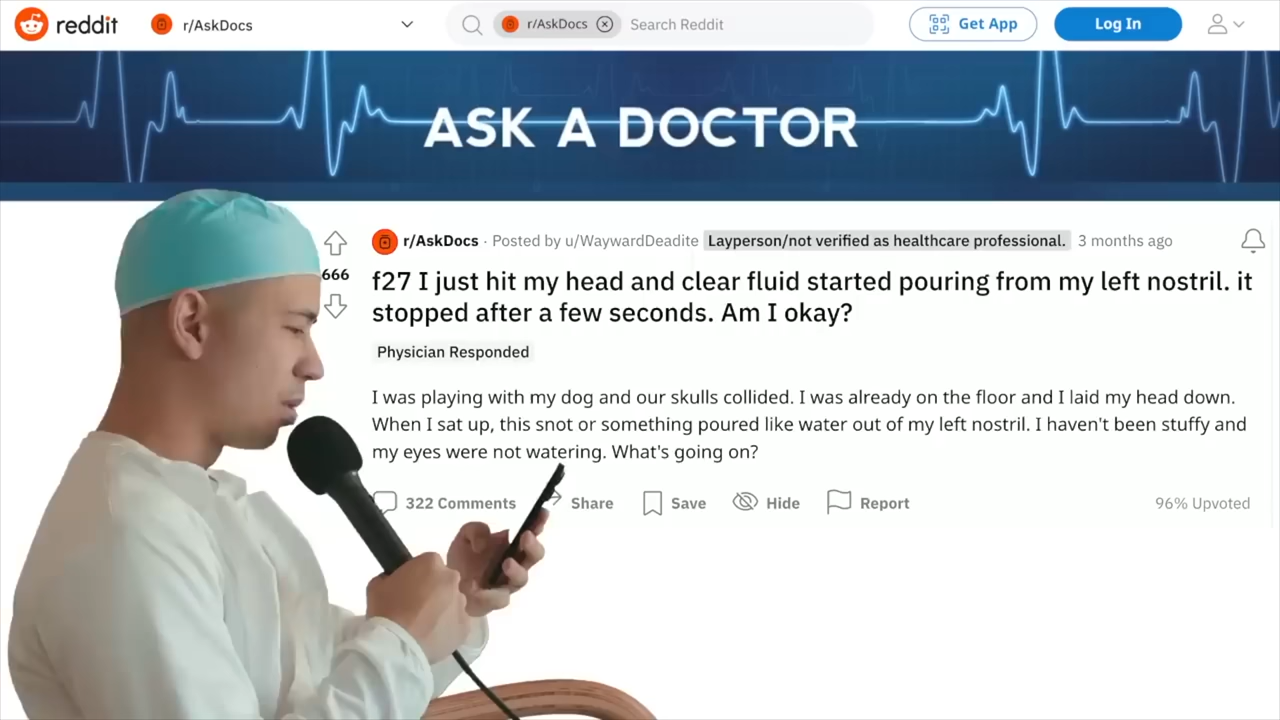 reddit r/AskDocs r/AskDocs Search Reddit Get App Log In
ASK A DOCTOR
r/AskDocs · Posted by u/WaywardDeadite Layperson/not verified as healthcare professional. 3 months ago
666
f27 I just hit my head and clear fluid started pouring from my left nostril. it
stopped after a few seconds. Am I okay?
Physician Responded
I was playing with my dog and our skulls collided. I was already on the floor and I laid my head down.
When I sat up, this snot or something poured like water out of my left nostril. I haven't been stuffy and
my eyes were not watering. What's going on?
322 Comments Share Save Hide Report 96% Upvoted